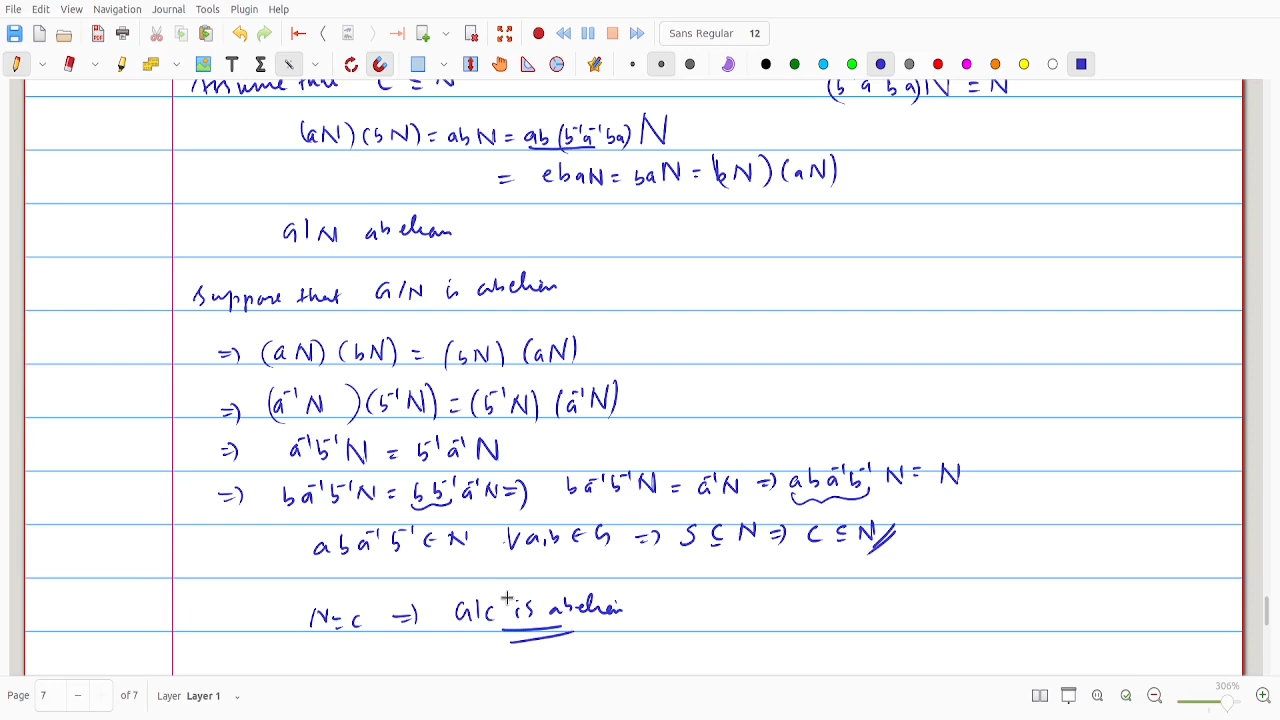 File Edit View Navigation Journal Tools Plugin Help
Sans Regular 12
Assume that C ⊆ N
(b⁻¹a⁻¹ba)N = N
(aN)(bN) = abN = ab(b⁻¹a⁻¹ba)N
= ebaN = baN = (bN)(aN)
G/N abelian
Suppose that G/N is abelian
⇒ (aN)(bN) = (bN)(aN)
⇒ (a⁻¹N)(b⁻¹N) = (b⁻¹N)(a⁻¹N)
⇒ a⁻¹b⁻¹N = b⁻¹a⁻¹N
⇒ ba⁻¹b⁻¹N = bb⁻¹a⁻¹N ⇒ ba⁻¹b⁻¹N = a⁻¹N ⇒ aba⁻¹b⁻¹N = N
aba⁻¹b⁻¹ ∈ N ∀a,b ∈ G ⇒ S ⊆ N ⇒ C ⊆ N
N=C ⇒ G/C is abelian
Page 7 of 7 Layer Layer 1 306%